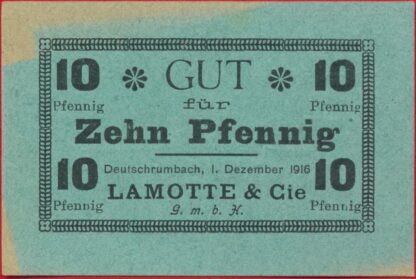 10 ❋ GUT ❋ 10
Pfennig für Pfennig
Zehn Pfennig
10 Deutschrumbach, 1. Dezember 1916 10
LAMOTTE & Cie
Pfennig G. m. b. H. Pfennig